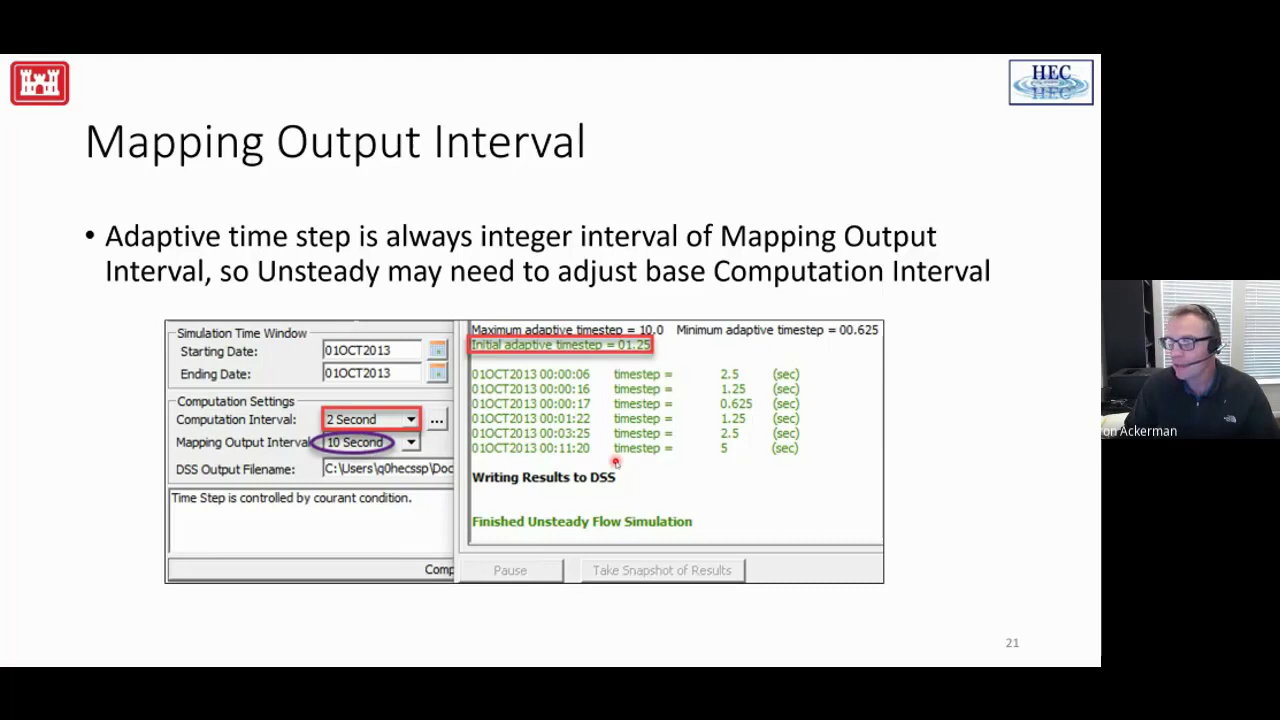 HEC
HEC
Mapping Output Interval
• Adaptive time step is always integer interval of Mapping Output
Interval, so Unsteady may need to adjust base Computation Interval
Simulation Time Window
Starting Date: 01OCT2013
Ending Date: 01OCT2013
Computation Settings
Computation Interval: 2 Second ...
Mapping Output Interval 10 Second
DSS Output Filename: C:\Users\q0hecssp\Doc
Time Step is controlled by courant condition.
Comp
Maximum adaptive timestep = 10.0 Minimum adaptive timestep = 00.625
Initial adaptive timestep = 01.25
01OCT2013 00:00:06 timestep = 2.5 (sec)
01OCT2013 00:00:16 timestep = 1.25 (sec)
01OCT2013 00:00:17 timestep = 0.625 (sec)
01OCT2013 00:01:22 timestep = 1.25 (sec)
01OCT2013 00:03:25 timestep = 2.5 (sec)
01OCT2013 00:11:20 timestep = 5 (sec)
Writing Results to DSS
Finished Unsteady Flow Simulation
Pause Take Snapshot of Results
21
on Ackerman